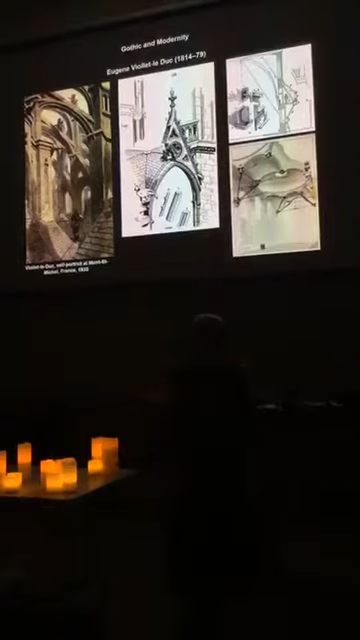 Gothic and Modernity
Eugene Viollet-le Duc (1814–79)
Viollet-le-Duc, self-portrait at Mont-St-
Michel, France, 1835